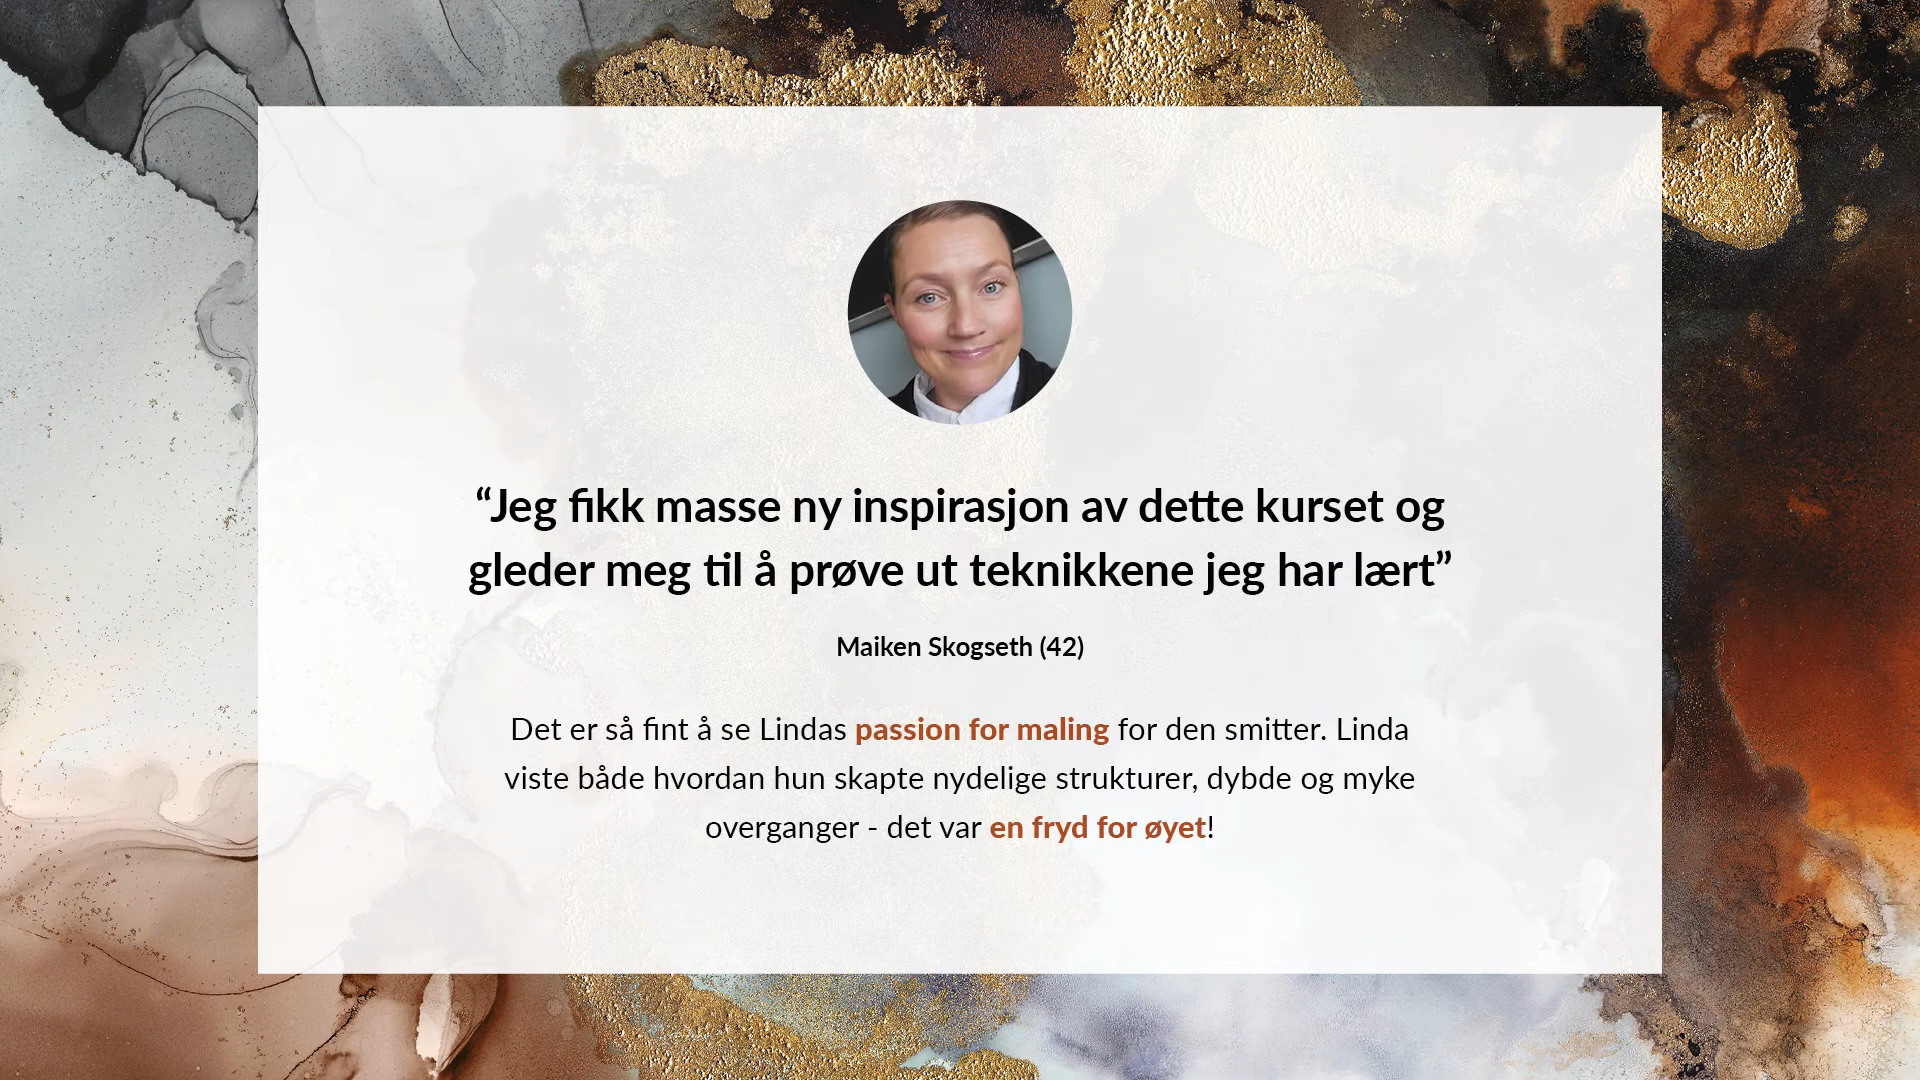 “Jeg fikk masse ny inspirasjon av dette kurset og
gleder meg til å prøve ut teknikkene jeg har lært”
Maiken Skogseth (42)
Det er så fint å se Lindas passion for maling for den smitter. Linda
viste både hvordan hun skapte nydelige strukturer, dybde og myke
overganger - det var en fryd for øyet!